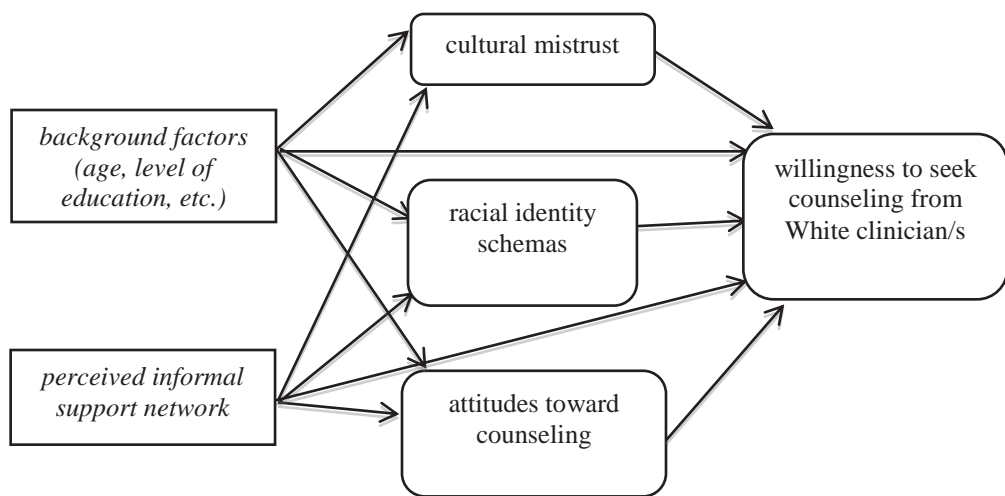 cultural mistrust
background factors
(age, level of
education, etc.)
willingness to seek
counseling from
White clinician/s
racial identity
schemas
perceived informal
support network
attitudes toward
counseling